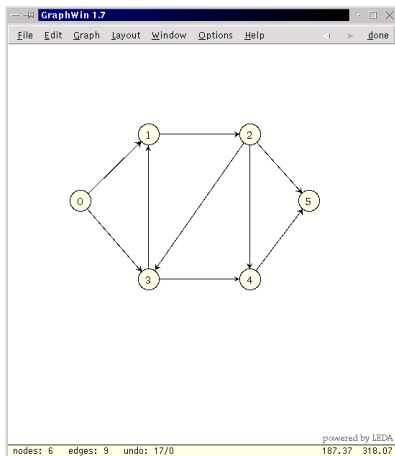 GraphWin 1.7
File Edit Graph Layout Window Options Help done
1 2
0 5
3 4
powered by LEDA
nodes: 6 edges: 9 undo: 17/0 187.37 318.07